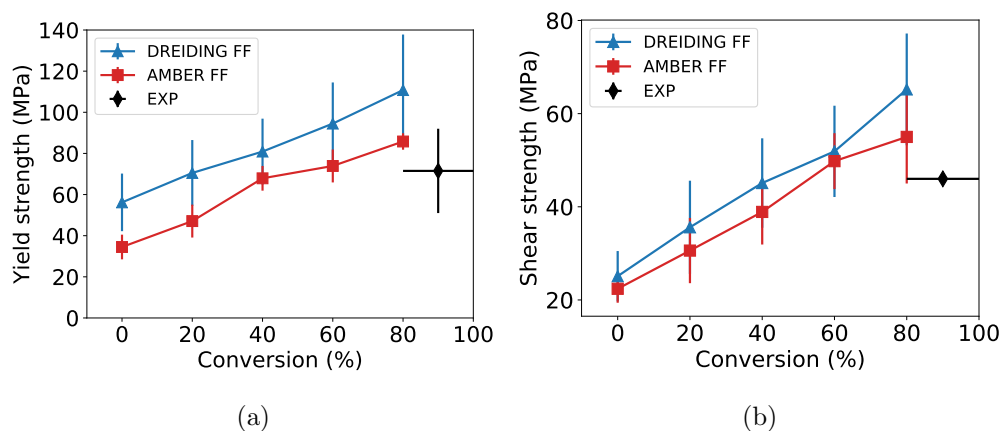 140
120
100
80
60
40
20
0
Yield strength (MPa)
DREIDING FF
AMBER FF
EXP
0 20 40 60 80 100
Conversion (%)
(a)
80
60
40
20
Shear strength (MPa)
DREIDING FF
AMBER FF
EXP
0 20 40 60 80 100
Conversion (%)
(b)